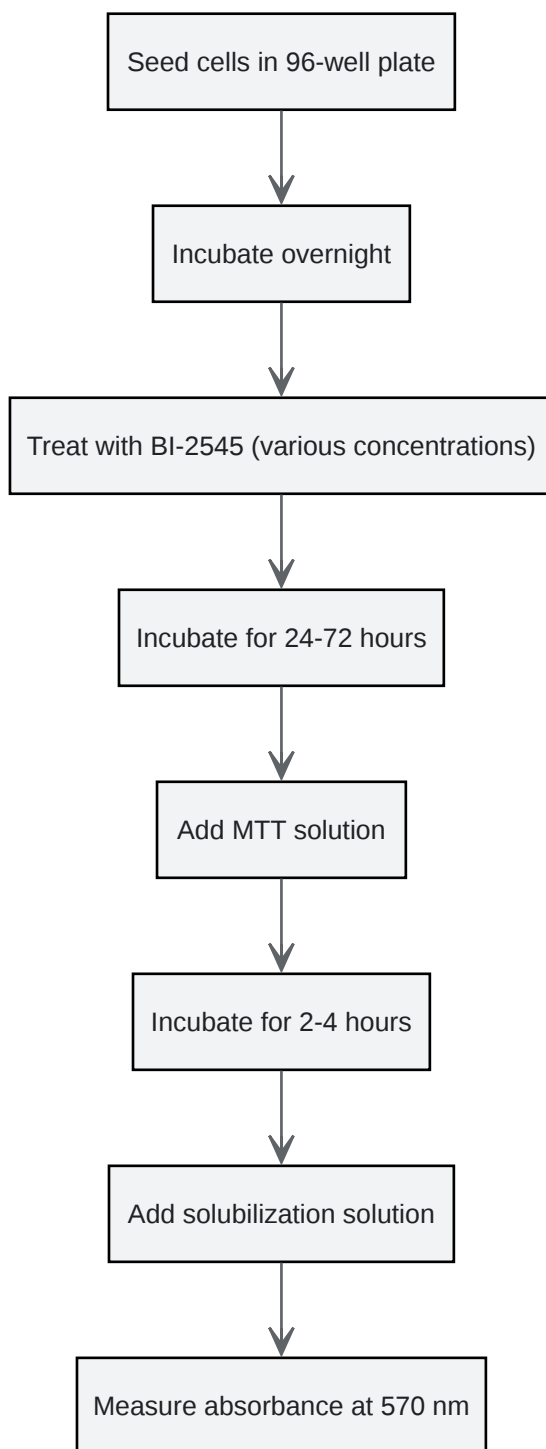 Seed cells in 96-well plate
Incubate overnight
Treat with BI-2545 (various concentrations)
Incubate for 24-72 hours
Add MTT solution
Incubate for 2-4 hours
Add solubilization solution
Measure absorbance at 570 nm